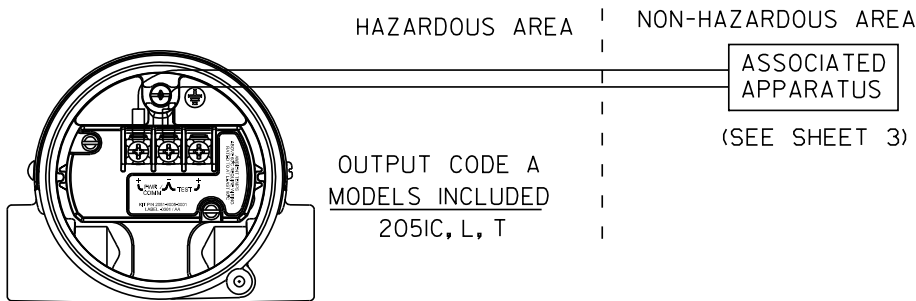 HAZARDOUS AREA
NON-HAZARDOUS AREA
ASSOCIATED
APPARATUS
(SEE SHEET 3)
OUTPUT CODE A
MODELS INCLUDED
2051C, L, T
+ - +
PWR
COMM
TEST